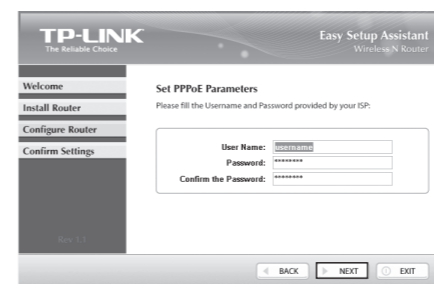 TP-LINK
The Reliable Choice
Easy Setup Assistant
Wireless N Router
Welcome
Install Router
Configure Router
Confirm Settings
Set PPPoE Parameters
Please fill the Username and Password provided by your ISP:
User Name: username
Password: ********
Confirm the Password: ********
BACK NEXT EXIT